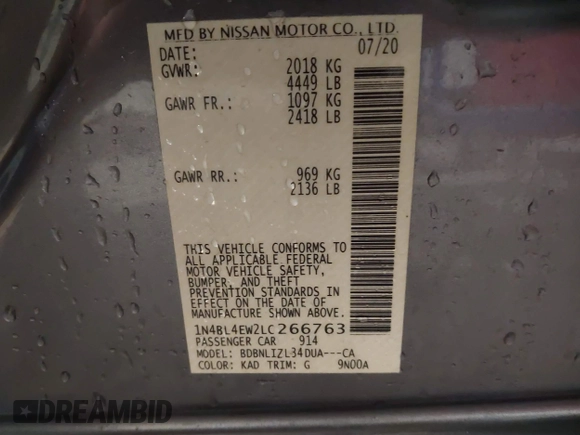 MFD BY NISSAN MOTOR CO., LTD.
DATE: 07/20
GVWR: 2018 KG
4449 LB
GAWR FR.: 1097 KG
2418 LB
GAWR RR.: 969 KG
2136 LB
THIS VEHICLE CONFORMS TO
ALL APPLICABLE FEDERAL
MOTOR VEHICLE SAFETY,
BUMPER, AND THEFT
PREVENTION STANDARDS IN
EFFECT ON THE DATE OF
MANUFACTURE SHOWN ABOVE.
1N4BL4EW2LC266763
PASSENGER CAR 914
MODEL: BDBNLIZL34DUA---CA
COLOR: KAD TRIM: G 9N00A
DREAMBID